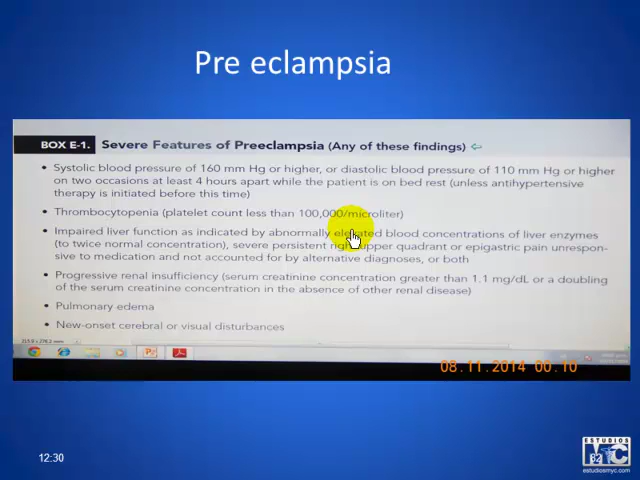 Pre eclampsia
BOX E-1. Severe Features of Preeclampsia (Any of these findings)
• Systolic blood pressure of 160 mm Hg or higher, or diastolic blood pressure of 110 mm Hg or higher
on two occasions at least 4 hours apart while the patient is on bed rest (unless antihypertensive
therapy is initiated before this time)
• Thrombocytopenia (platelet count less than 100,000/microliter)
• Impaired liver function as indicated by abnormally elevated blood concentrations of liver enzymes
(to twice normal concentration), severe persistent right upper quadrant or epigastric pain unrespon-
sive to medication and not accounted for by alternative diagnoses, or both
• Progressive renal insufficiency (serum creatinine concentration greater than 1.1 mg/dL or a doubling
of the serum creatinine concentration in the absence of other renal disease)
• Pulmonary edema
• New-onset cerebral or visual disturbances
08.11.2014 00.10
12:30
ESTUDIOS
82
estudiosmyc.com